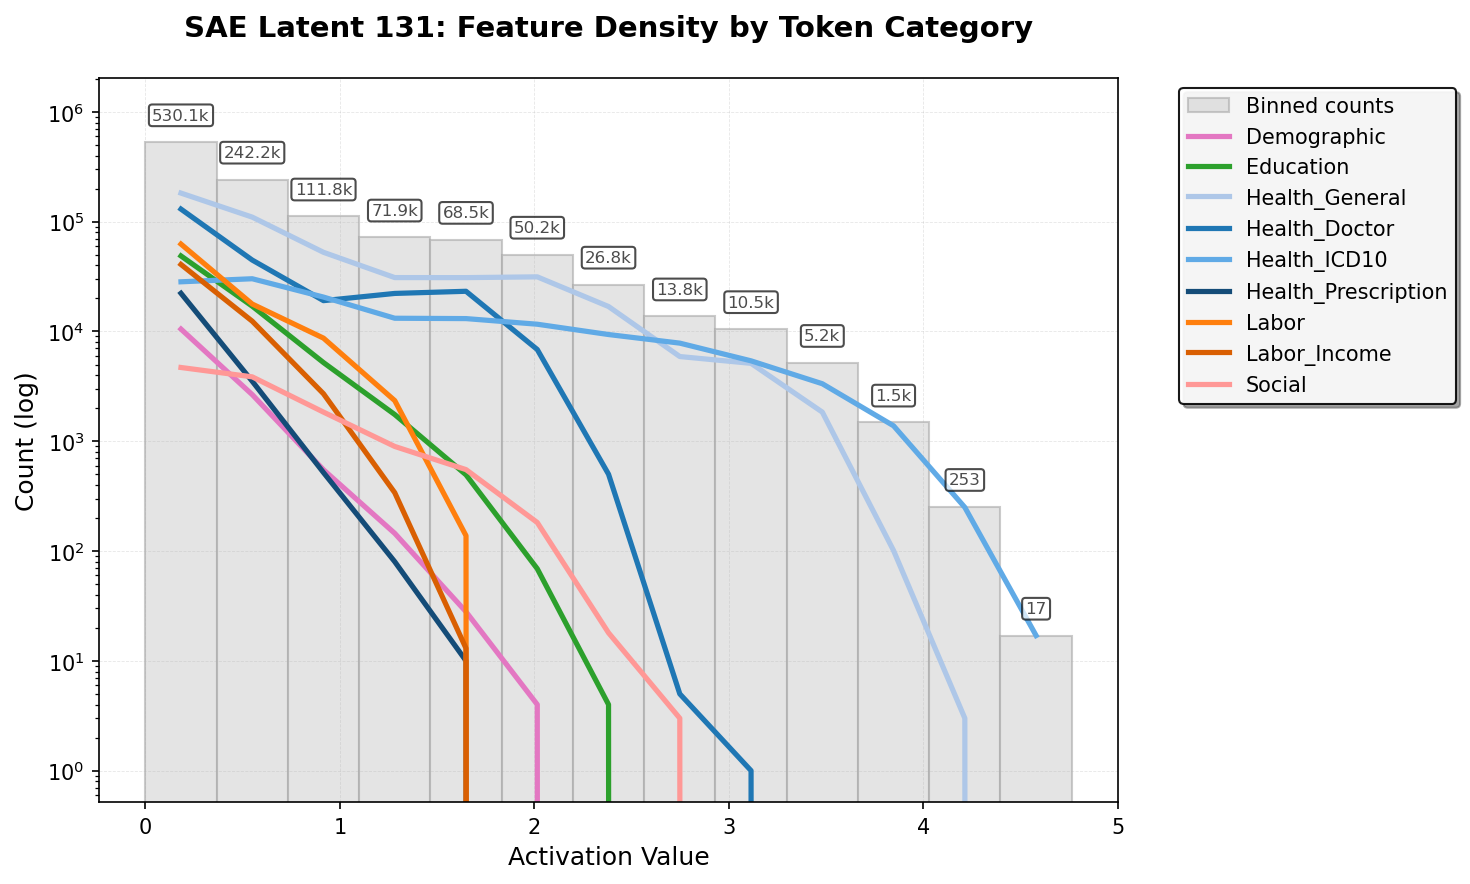 SAE Latent 131: Feature Density by Token Category
Count (log)
10⁶
10⁵
10⁴
10³
10²
10¹
10⁰
530.1k
242.2k
111.8k
71.9k
68.5k
50.2k
26.8k
13.8k
10.5k
5.2k
1.5k
253
17
0
1
2
3
4
5
Activation Value
Binned counts
Demographic
Education
Health_General
Health_Doctor
Health_ICD10
Health_Prescription
Labor
Labor_Income
Social